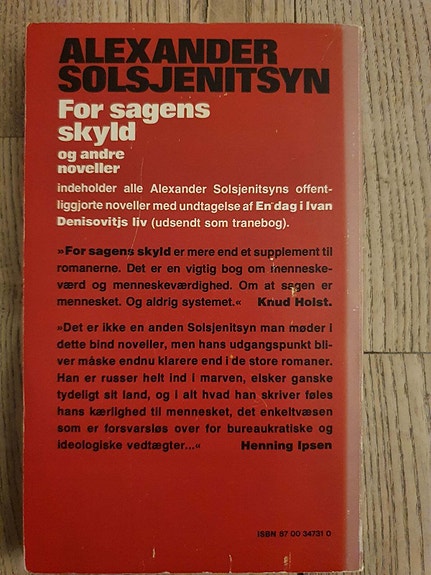 ALEXANDER
SOLSJENITSYN
For sagens
skyld
og andre
noveller
indeholder alle Alexander Solsjenitsyns offent-
liggjorte noveller med undtagelse af En dag i Ivan
Denisovitjs liv (udsendt som tranebog).
»For sagens skyld er mere end et supplement til
romanerne. Det er en vigtig bog om menneske-
værd og menneskeværdighed. Om at sagen er
mennesket. Og aldrig systemet.« Knud Holst.
»Det er ikke en anden Solsjenitsyn man møder i
dette bind noveller, men hans udgangspunkt bli-
ver måske endnu klarere end i de store romaner.
Han er russer helt ind i marven, elsker ganske
tydeligt sit land, og i alt hvad han skriver føles
hans kærlighed til mennesket, det enkeltvæsen
som er forsvarsløs over for bureaukratiske og
ideologiske vedtægter...« Henning Ipsen
ISBN 87 00 34731 0